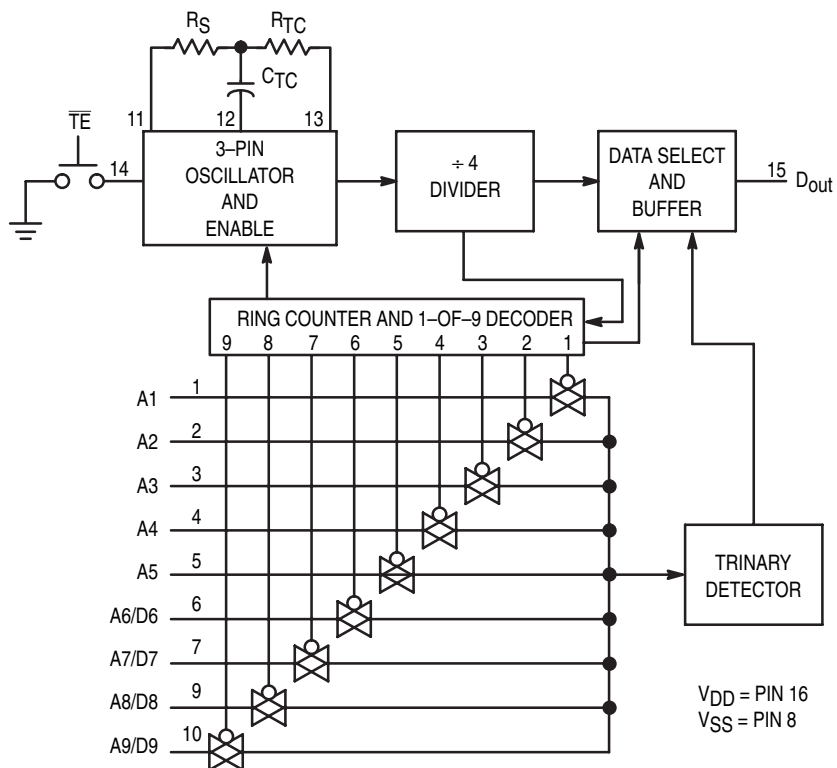 RS
RTC
CTC
TE
11
12
13
14
3–PIN
OSCILLATOR
AND
ENABLE
÷ 4
DIVIDER
DATA SELECT
AND
BUFFER
15
Dout
RING COUNTER AND 1–OF–9 DECODER
9 8 7 6 5 4 3 2 1
A1 1
A2 2
A3 3
A4 4
A5 5
A6/D6 6
A7/D7 7
A8/D8 9
A9/D9 10
TRINARY
DETECTOR
VDD = PIN 16
VSS = PIN 8